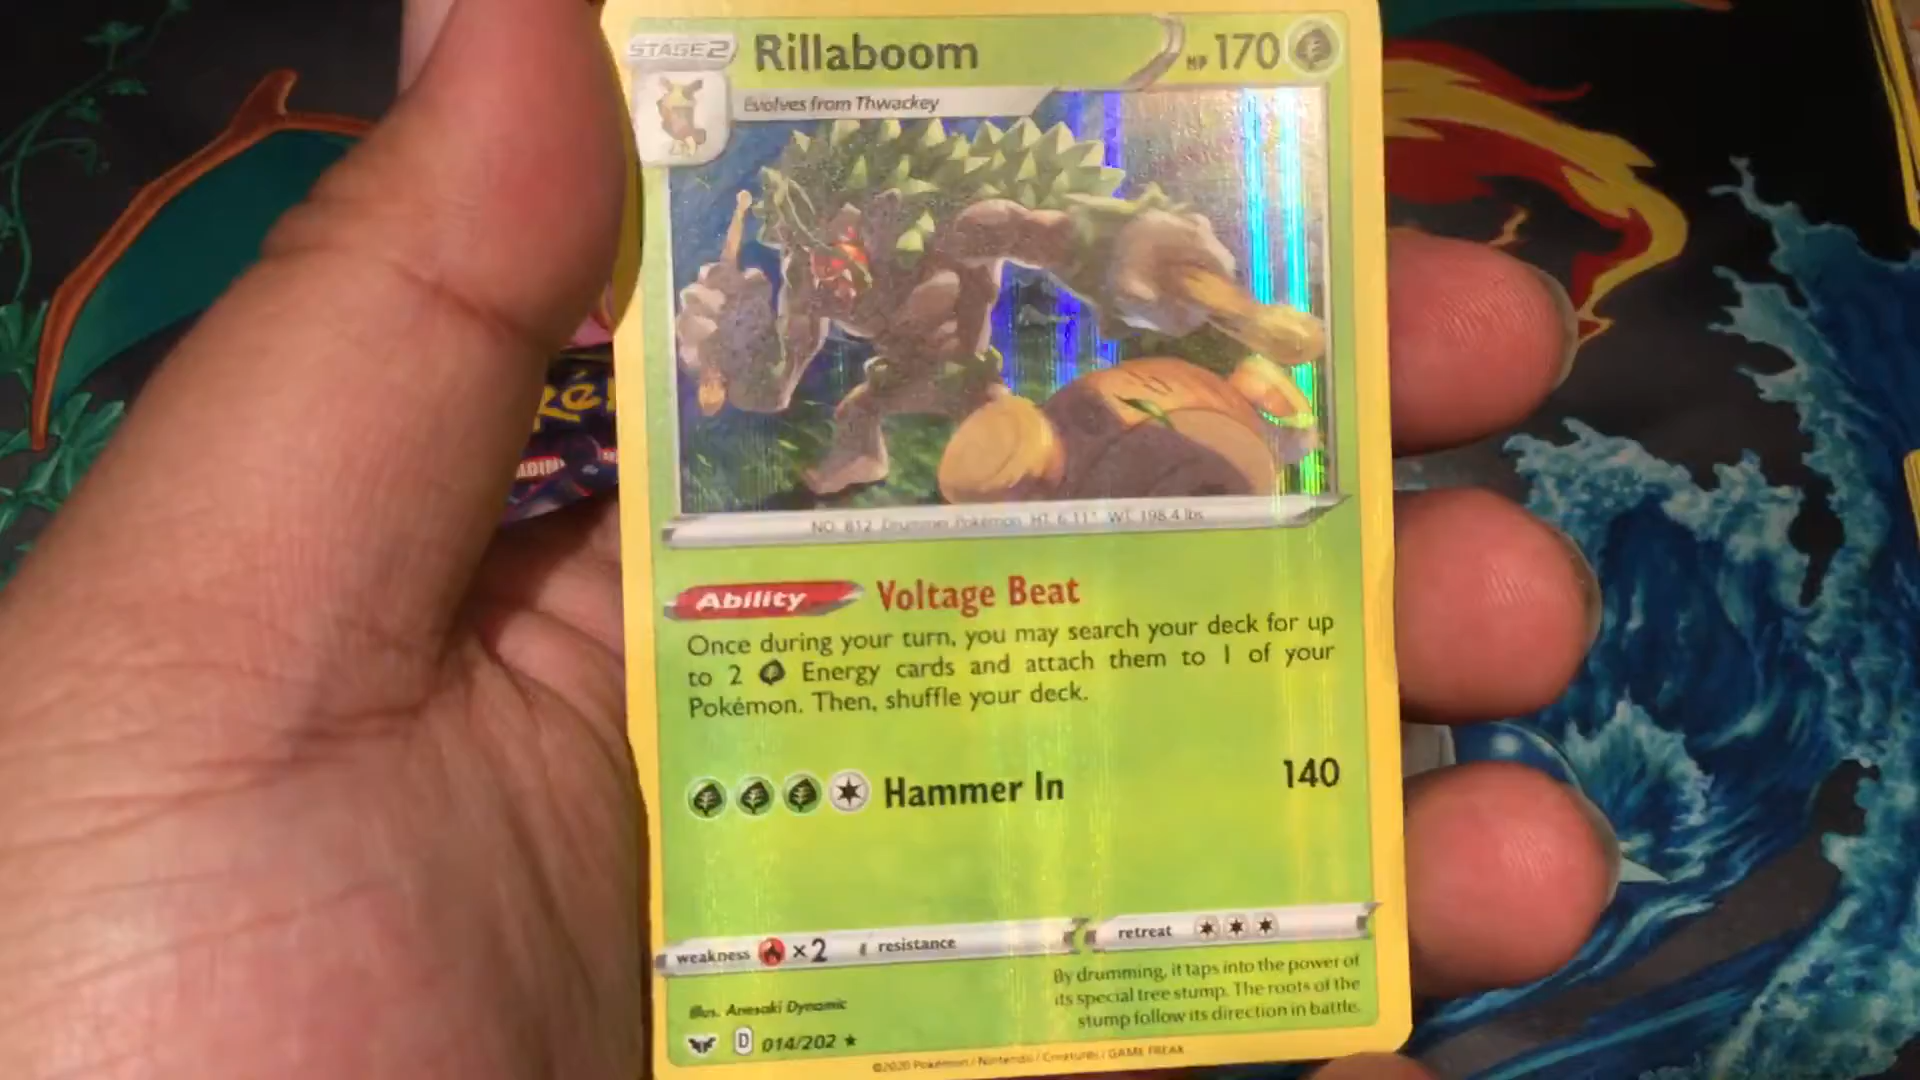 STAGE2
Rillaboom
HP 170
Evolves from Thwackey
NO. 812 Drummer Pokémon HT 6'11" WT 198.4 lbs
Ability Voltage Beat
Once during your turn, you may search your deck for up
to 2 Energy cards and attach them to 1 of your
Pokémon. Then, shuffle your deck.
Hammer In 140
weakness ×2 resistance retreat
By drumming, it taps into the power of
its special tree stump. The roots of the
stump follow its direction in battle.
Illus. Anesaki Dynamic
D 014/202
©2020 Pokémon / Nintendo / Creatures / GAME FREAK